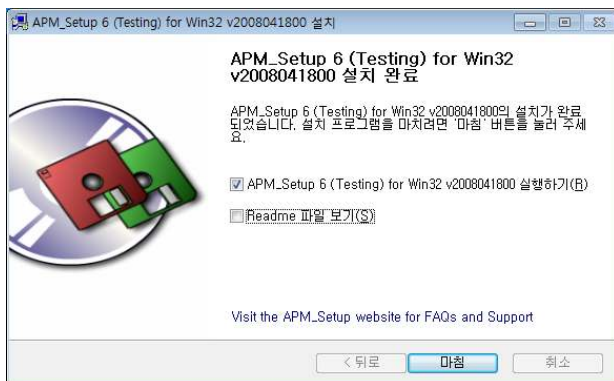 APM_Setup 6 (Testing) for Win32 v2008041800 설치
APM_Setup 6 (Testing) for Win32
v2008041800 설치 완료
APM_Setup 6 (Testing) for Win32 v2008041800의 설치가 완료
되었습니다. 설치 프로그램을 마치려면 '마침' 버튼을 눌러 주세
요.
APM_Setup 6 (Testing) for Win32 v2008041800 실행하기(R)
Readme 파일 보기(S)
Visit the APM_Setup website for FAQs and Support
< 뒤로 마침 취소